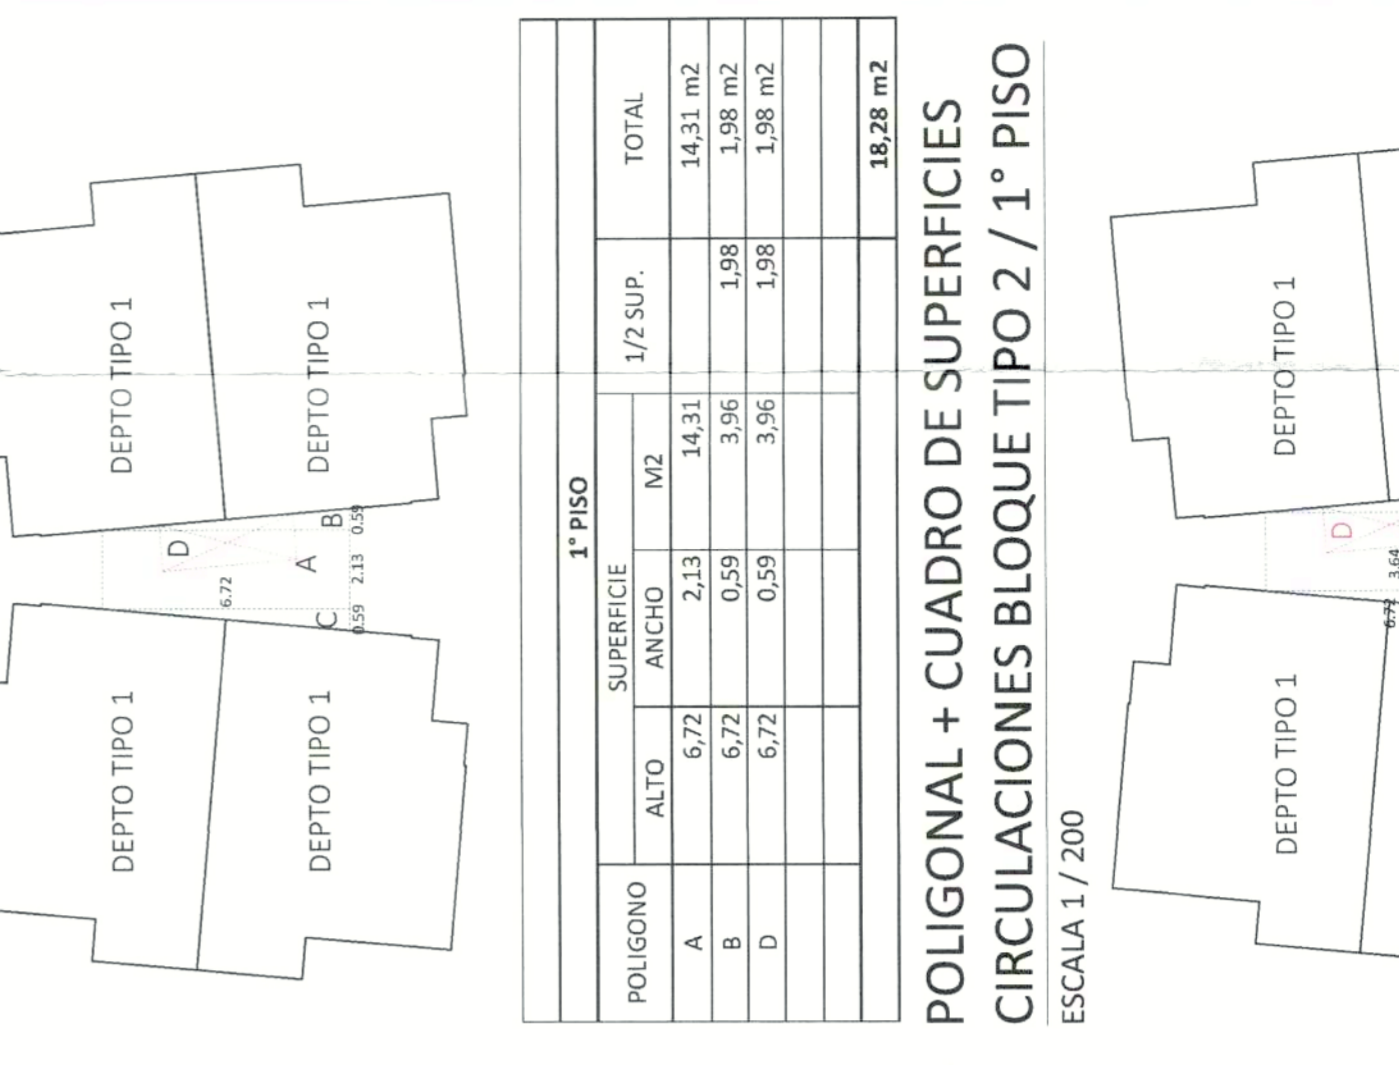 DEPTO TIPO 1
DEPTO TIPO 1
DEPTO TIPO 1
DEPTO TIPO 1
D
6.72
A
B
C
0.59
2.13
0.59
1° PISO
POLIGONO SUPERFICIE 1/2 SUP. TOTAL
ALTO ANCHO M2
A 6,72 2,13 14,31 14,31 m2
B 6,72 0,59 3,96 1,98 1,98 m2
D 6,72 0,59 3,96 1,98 1,98 m2
18,28 m2
POLIGONAL + CUADRO DE SUPERFICIES
CIRCULACIONES BLOQUE TIPO 2 / 1° PISO
ESCALA 1 / 200
DEPTO TIPO 1
DEPTO TIPO 1
D
3.64
6.72